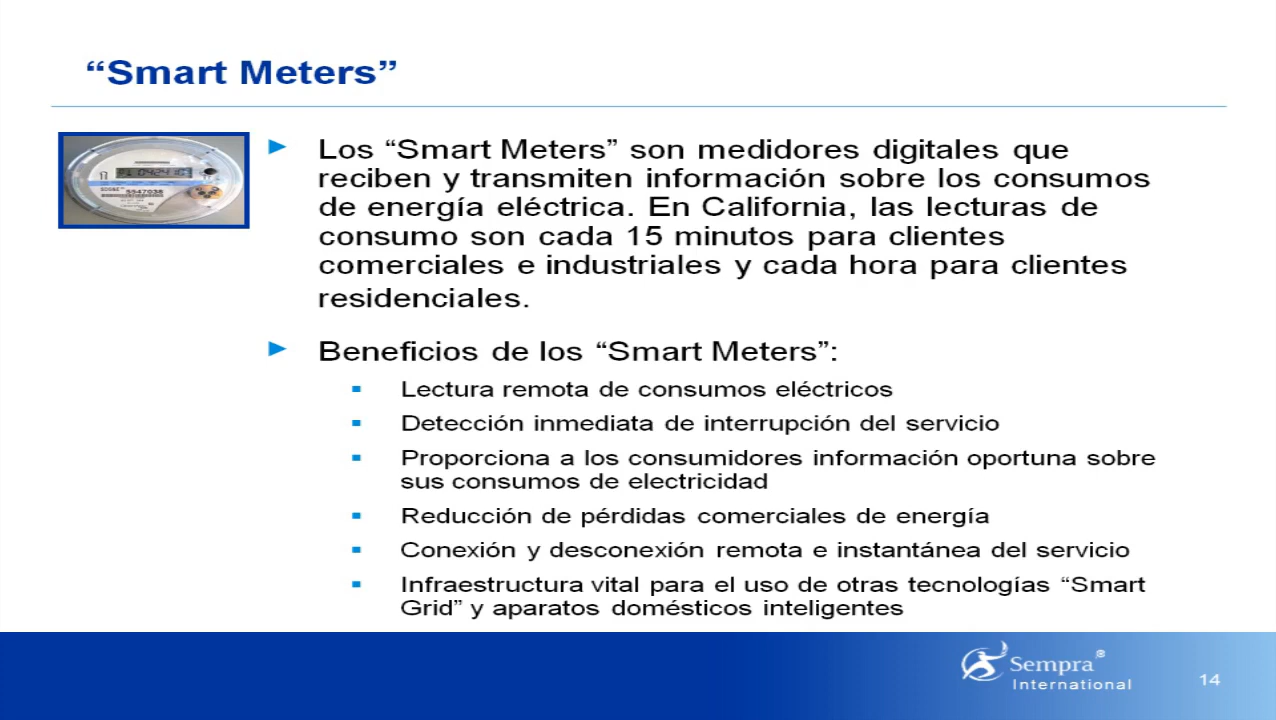 “Smart Meters”
Los “Smart Meters” son medidores digitales que
reciben y transmiten información sobre los consumos
de energía eléctrica. En California, las lecturas de
consumo son cada 15 minutos para clientes
comerciales e industriales y cada hora para clientes
residenciales.
Beneficios de los “Smart Meters”:
Lectura remota de consumos eléctricos
Detección inmediata de interrupción del servicio
Proporciona a los consumidores información oportuna sobre
sus consumos de electricidad
Reducción de pérdidas comerciales de energía
Conexión y desconexión remota e instantánea del servicio
Infraestructura vital para el uso de otras tecnologías “Smart
Grid” y aparatos domésticos inteligentes
Sempra®
International
14